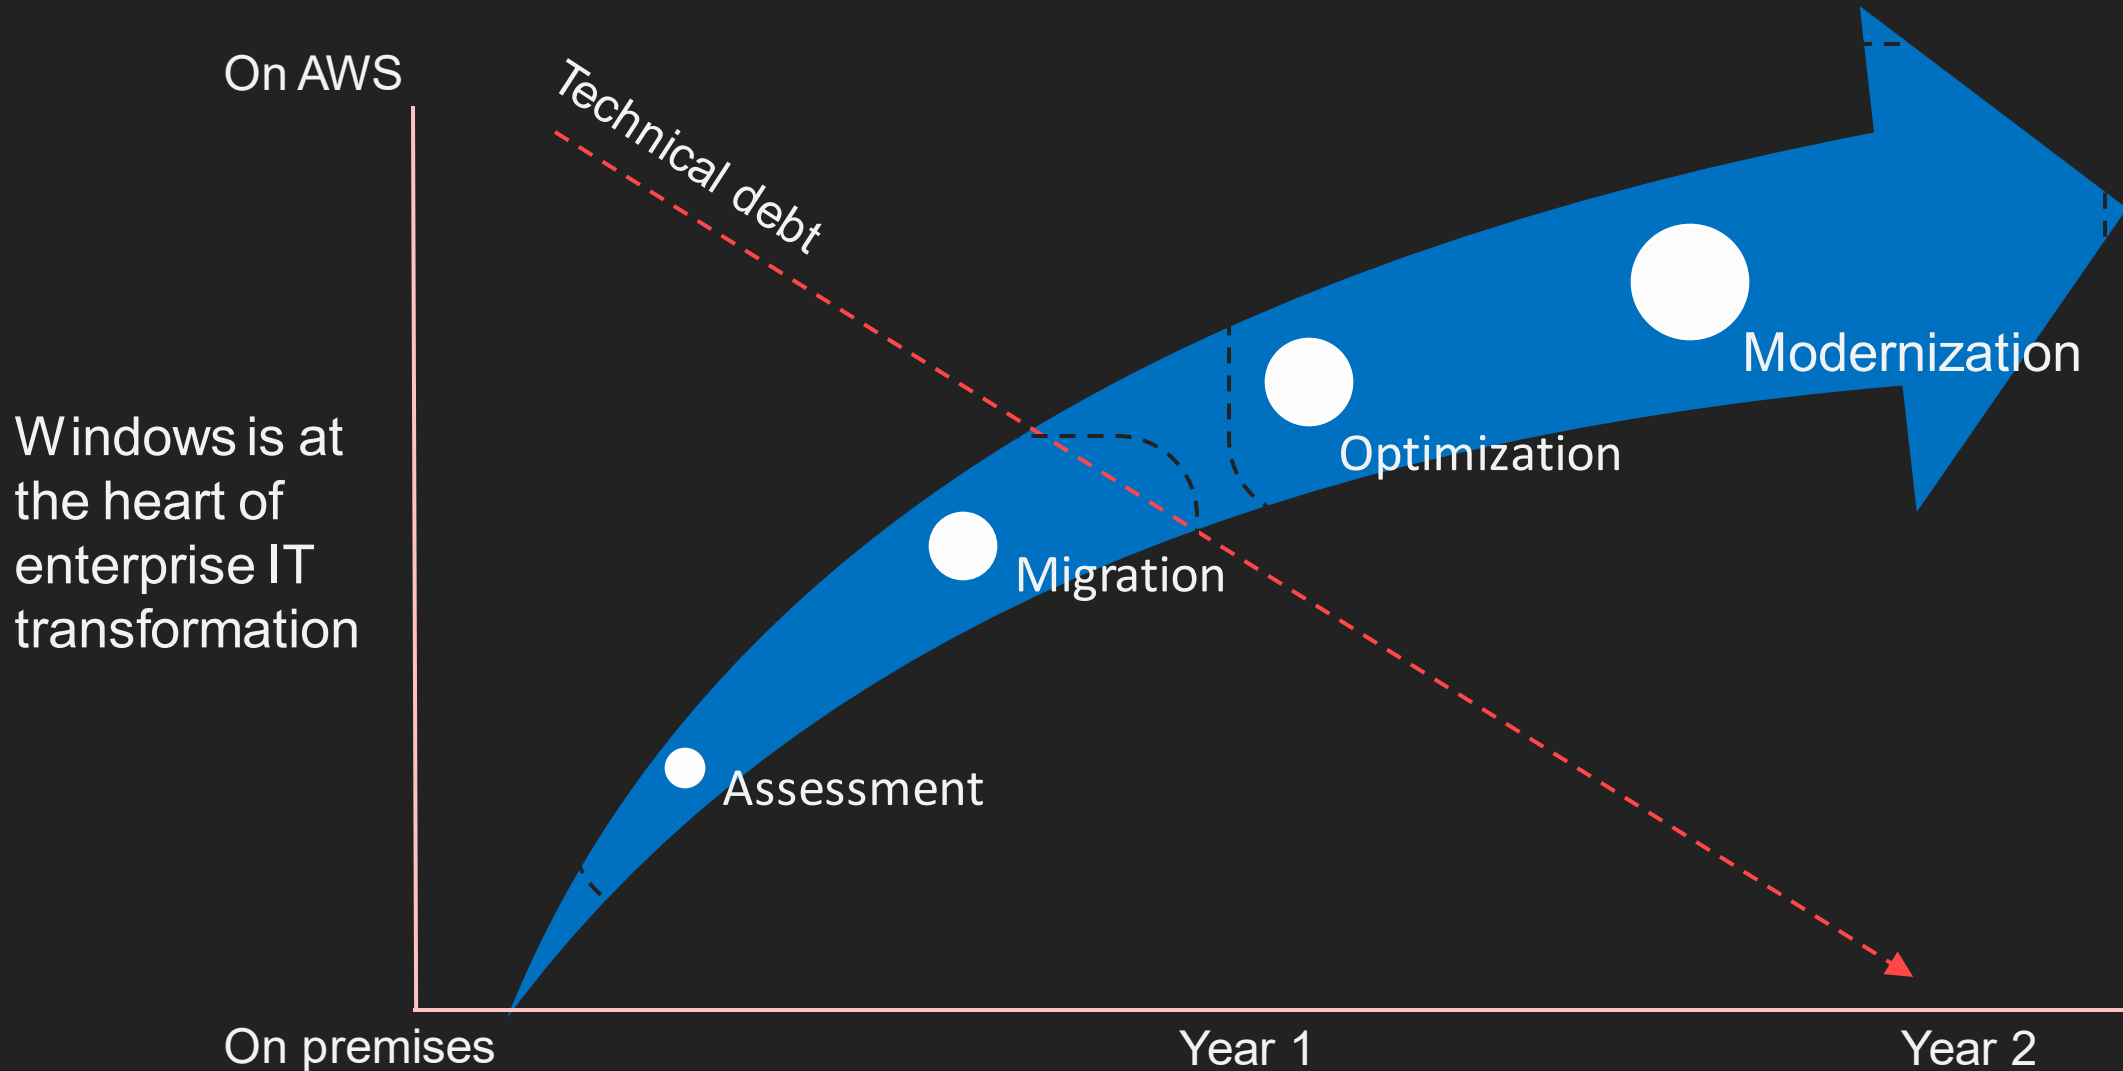 On AWS
Technical debt
Modernization
Windows is at
the heart of
enterprise IT
transformation
Optimization
Migration
Assessment
On premises
Year 1
Year 2